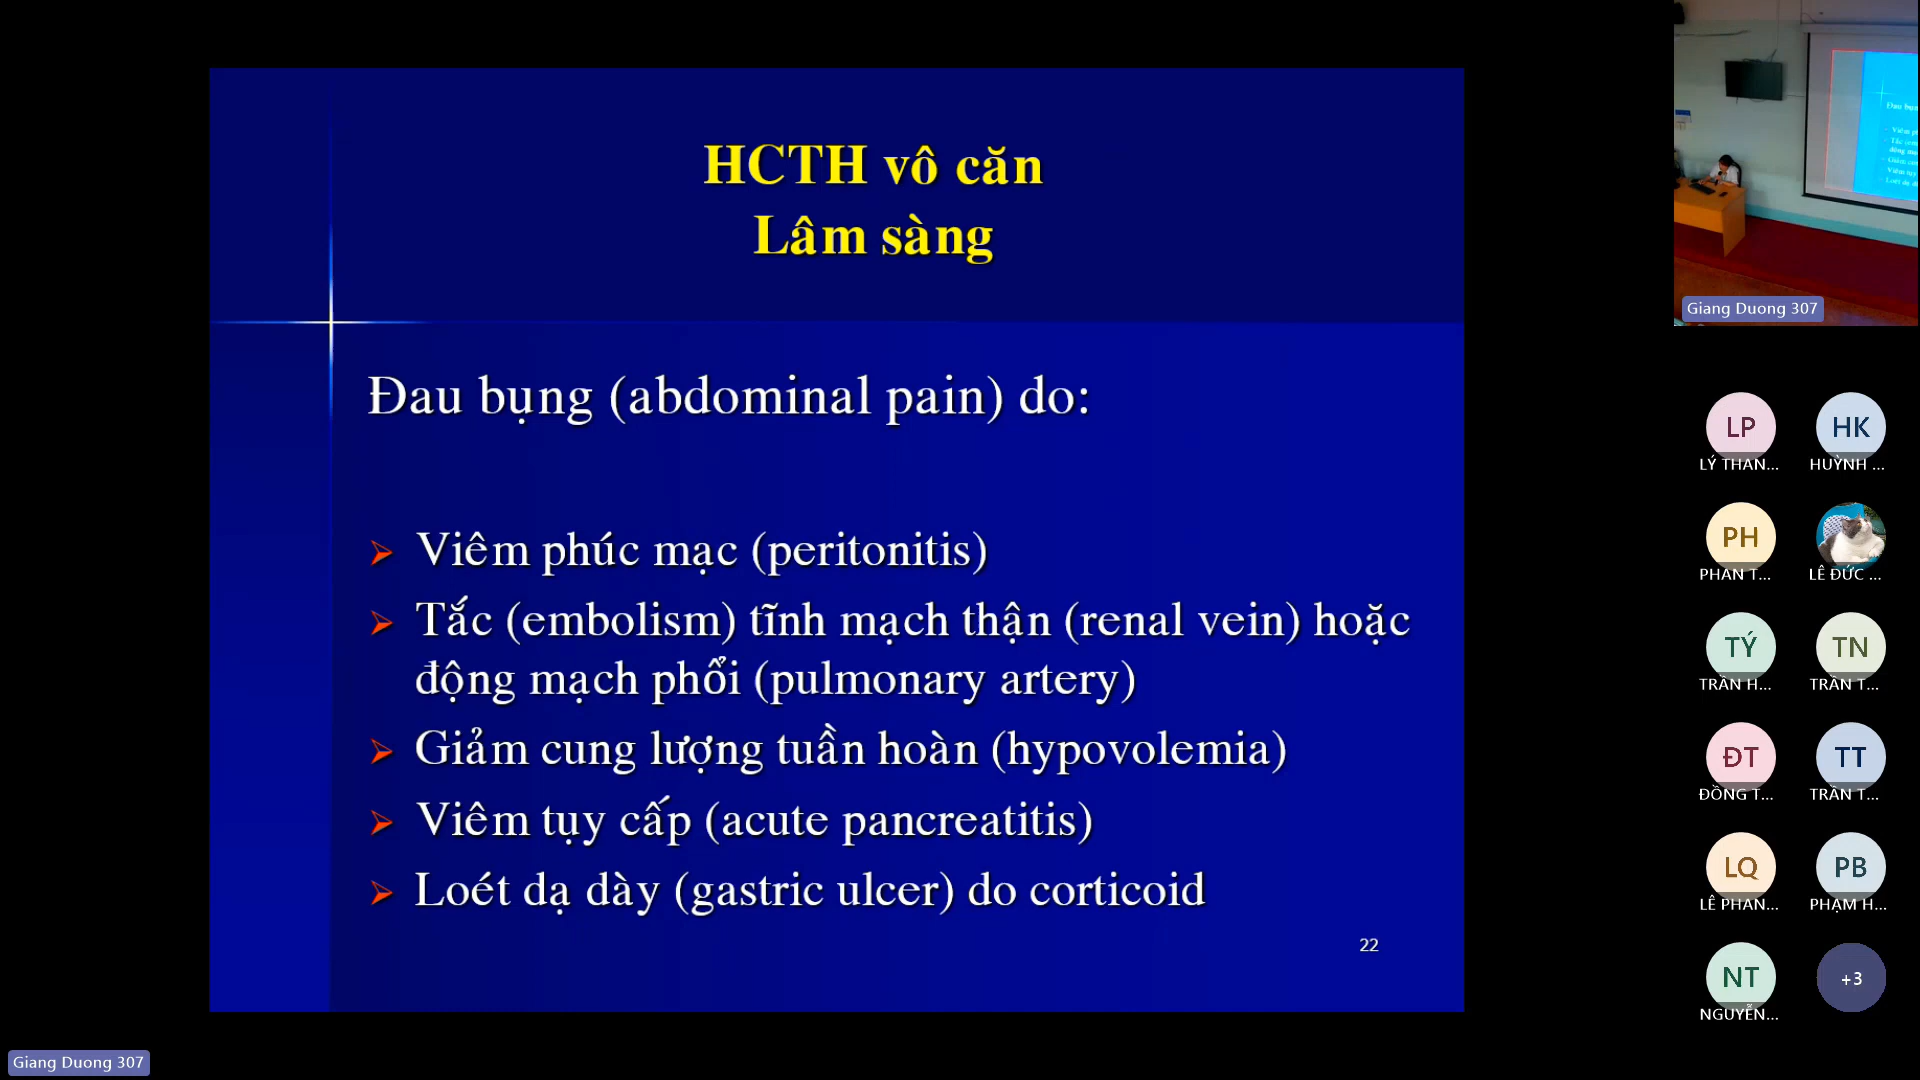 HCTH vô căn
Lâm sàng
Đau bụng (abdominal pain) do:
Viêm phúc mạc (peritonitis)
Tắc (embolism) tĩnh mạch thận (renal vein) hoặc
động mạch phổi (pulmonary artery)
Giảm cung lượng tuần hoàn (hypovolemia)
Viêm tụy cấp (acute pancreatitis)
Loét dạ dày (gastric ulcer) do corticoid
22
Giang Duong 307
Giang Duong 307
LP
LÝ THAN...
HK
HUỲNH ...
PH
PHAN T...
LÊ ĐỨC ...
TÝ
TRẦN H...
TN
TRẦN T...
ĐT
ĐỒNG T...
TT
TRẦN T...
LQ
LÊ PHAN...
PB
PHẠM H...
NT
NGUYỄN...
+3